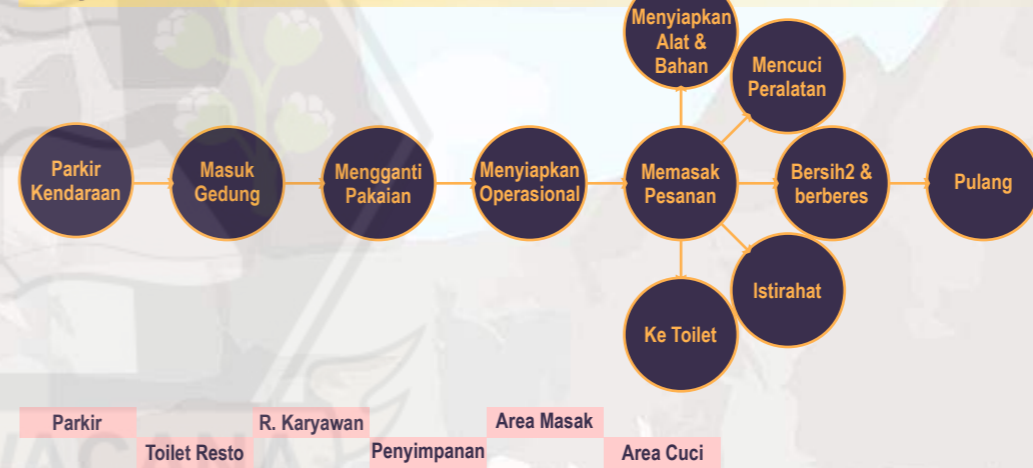 Menyiapkan
Alat &
Bahan
Mencuci
Peralatan
Parkir
Kendaraan
Masuk
Gedung
Mengganti
Pakaian
Menyiapkan
Operasional
Memasak
Pesanan
Bersih2 &
berberes
Pulang
Istirahat
Ke Toilet
Parkir
R. Karyawan
Area Masak
Toilet Resto
Penyimpanan
Area Cuci